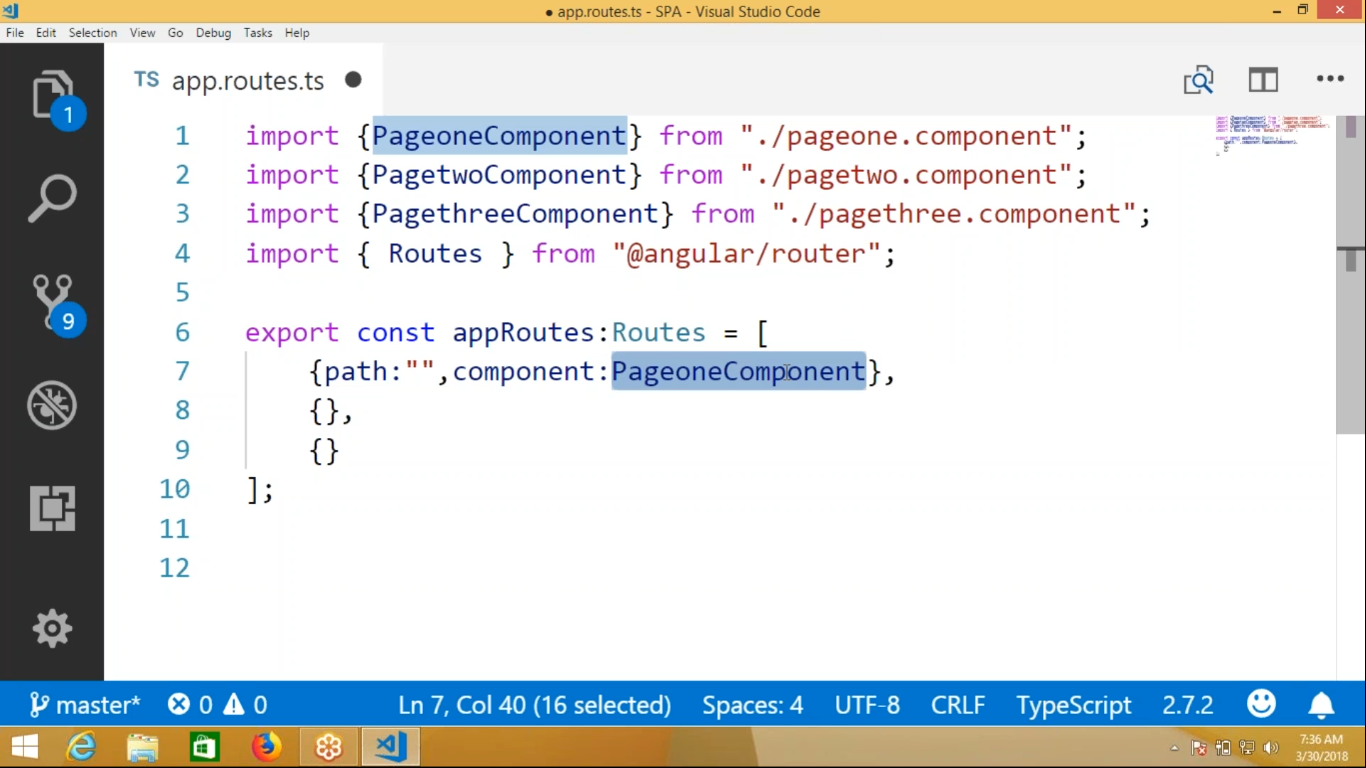 ● app.routes.ts - SPA - Visual Studio Code
File Edit Selection View Go Debug Tasks Help
TS app.routes.ts ●
1
1 import {PageoneComponent} from "./pageone.component";
2 import {PagetwoComponent} from "./pagetwo.component";
3 import {PagethreeComponent} from "./pagethree.component";
4 import { Routes } from "@angular/router";
5
6 export const appRoutes:Routes = [
9
7 {path:"",component:PageoneComponent},
8 {},
9 {}
10 ];
11
12
master* 0 0 Ln 7, Col 40 (16 selected) Spaces: 4 UTF-8 CRLF TypeScript 2.7.2
7:36 AM
3/30/2018